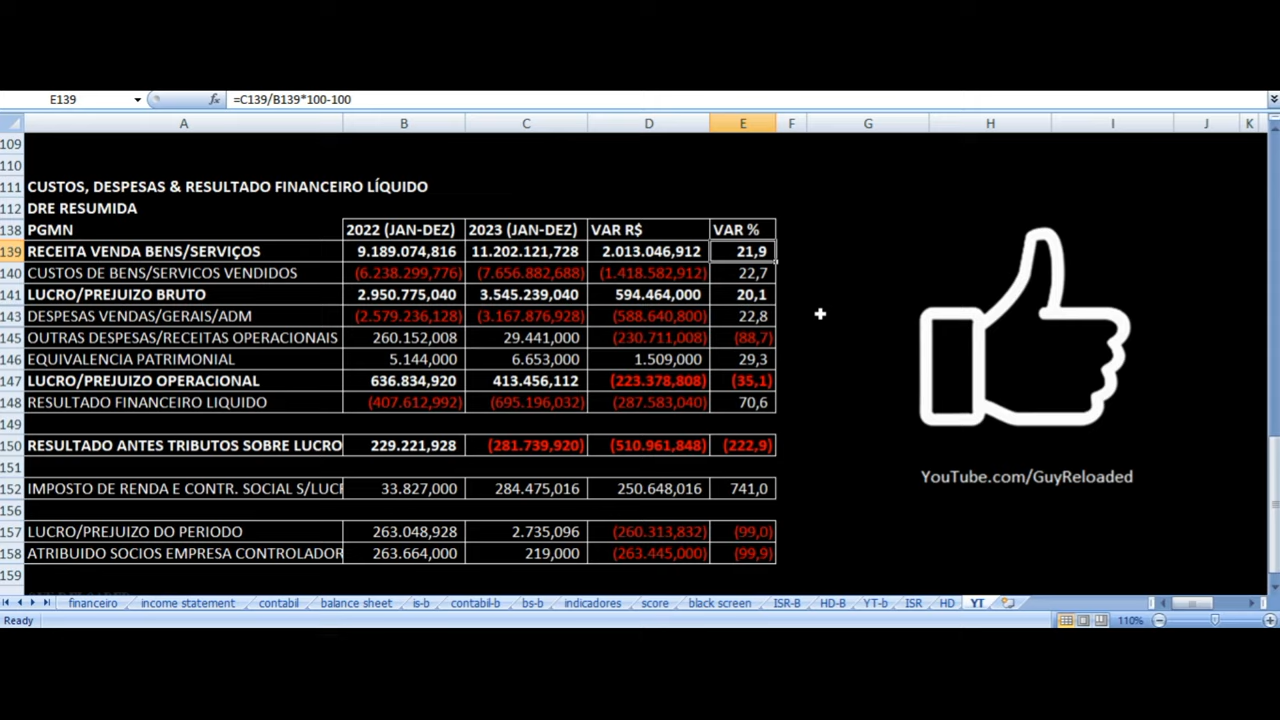 E139 fx =C139/B139*100-100
A B C D E F G H I J K
109
110
111 CUSTOS, DESPESAS & RESULTADO FINANCEIRO LÍQUIDO
112 DRE RESUMIDA
138 PGMN 2022 (JAN-DEZ) 2023 (JAN-DEZ) VAR R$ VAR %
139 RECEITA VENDA BENS/SERVIÇOS 9.189.074,816 11.202.121,728 2.013.046,912 21,9
140 CUSTOS DE BENS/SERVICOS VENDIDOS (6.238.299,776) (7.656.882,688) (1.418.582,912) 22,7
141 LUCRO/PREJUIZO BRUTO 2.950.775,040 3.545.239,040 594.464,000 20,1
143 DESPESAS VENDAS/GERAIS/ADM (2.579.236,128) (3.167.876,928) (588.640,800) 22,8
145 OUTRAS DESPESAS/RECEITAS OPERACIONAIS 260.152,008 29.441,000 (230.711,008) (88,7)
146 EQUIVALENCIA PATRIMONIAL 5.144,000 6.653,000 1.509,000 29,3
147 LUCRO/PREJUIZO OPERACIONAL 636.834,920 413.456,112 (223.378,808) (35,1)
148 RESULTADO FINANCEIRO LIQUIDO (407.612,992) (695.196,032) (287.583,040) 70,6
149
150 RESULTADO ANTES TRIBUTOS SOBRE LUCRO 229.221,928 (281.739,920) (510.961,848) (222,9)
151
152 IMPOSTO DE RENDA E CONTR. SOCIAL S/LUCR 33.827,000 284.475,016 250.648,016 741,0
156
157 LUCRO/PREJUIZO DO PERIODO 263.048,928 2.735,096 (260.313,832) (99,0)
158 ATRIBUIDO SOCIOS EMPRESA CONTROLADOR 263.664,000 219,000 (263.445,000) (99,9)
159
YouTube.com/GuyReloaded
financeiro income statement contabil balance sheet is-b contabil-b bs-b indicadores score black screen ISR-B HD-B YT-b ISR HD YT
Ready 110%